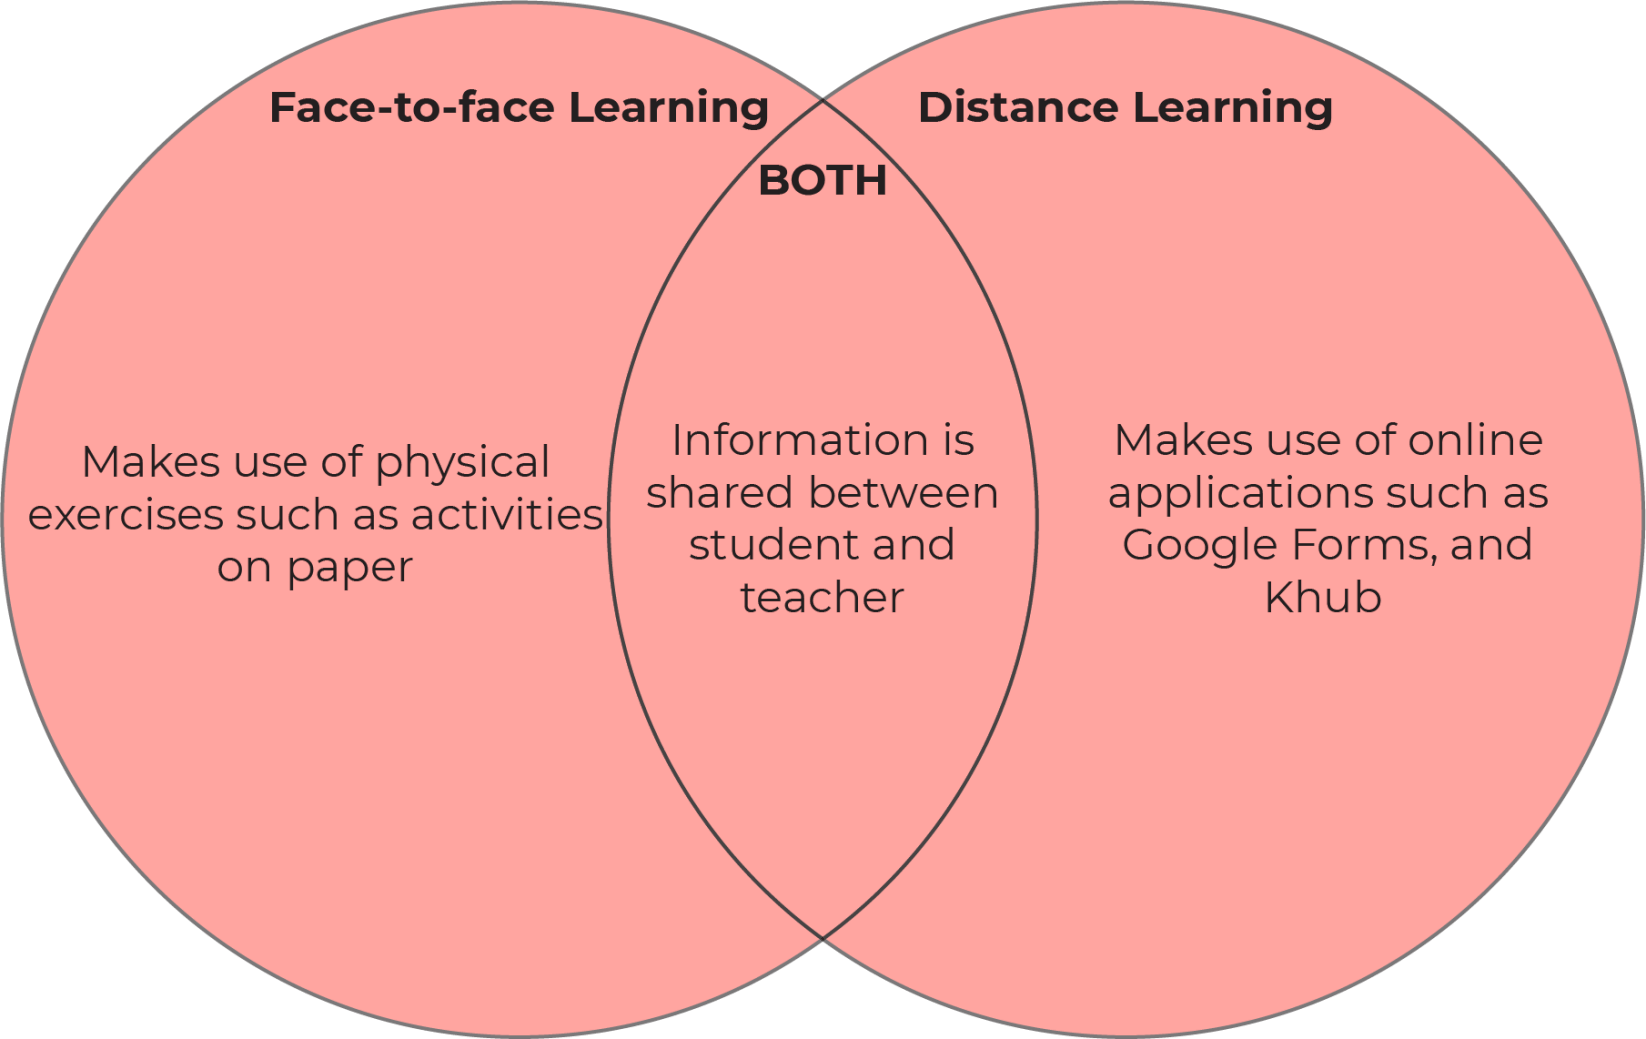 Face-to-face Learning
Distance Learning
BOTH
Makes use of physical
exercises such as activities
on paper
Information is
shared between
student and
teacher
Makes use of online
applications such as
Google Forms, and
Khub